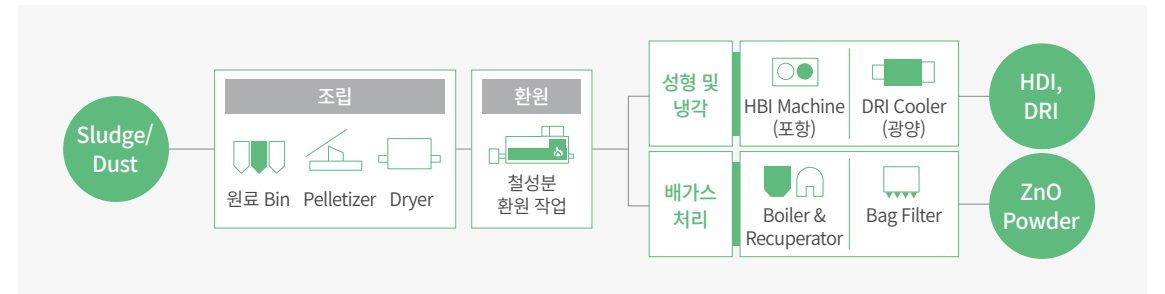 Sludge/
Dust
조립
원료 Bin
Pelletizer
Dryer
환원
철성분
환원 작업
성형 및
냉각
HBI Machine
(포항)
DRI Cooler
(광양)
HDI,
DRI
배가스
처리
Boiler &
Recuperator
Bag Filter
ZnO
Powder